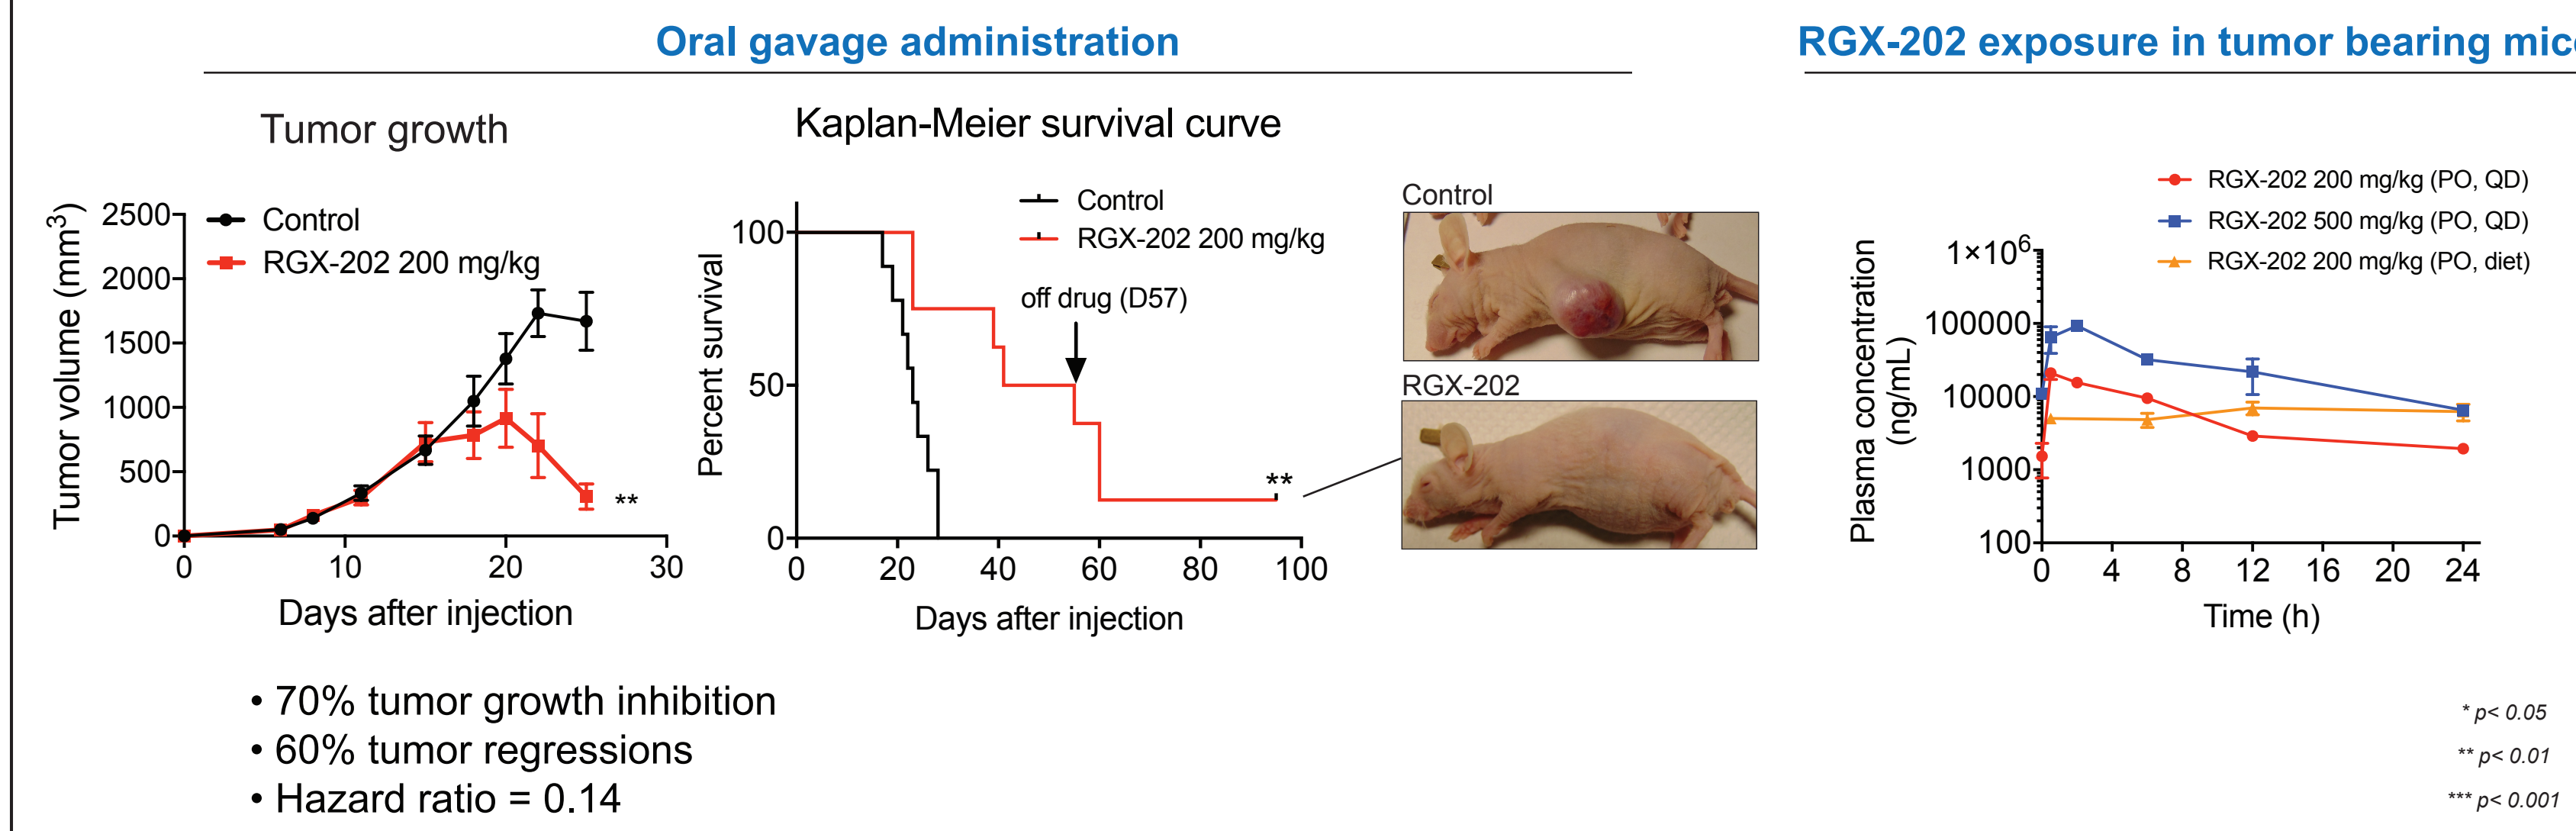 Oral gavage administration
Tumor growth
Tumor volume (mm³)
2500
2000
1500
1000
500
0
Control
RGX-202 200 mg/kg
**
0 10 20 30
Days after injection
Kaplan-Meier survival curve
Percent survival
100
50
0
Control
RGX-202 200 mg/kg
off drug (D57)
**
0 20 40 60 80 100
Days after injection
Control
RGX-202
• 70% tumor growth inhibition
• 60% tumor regressions
• Hazard ratio = 0.14
RGX-202 exposure in tumor bearing mice
RGX-202 200 mg/kg (PO, QD)
RGX-202 500 mg/kg (PO, QD)
RGX-202 200 mg/kg (PO, diet)
Plasma concentration
(ng/mL)
1×10⁶
100000
10000
1000
100
0 4 8 12 16 20 24
Time (h)
* p< 0.05
** p< 0.01
*** p< 0.001